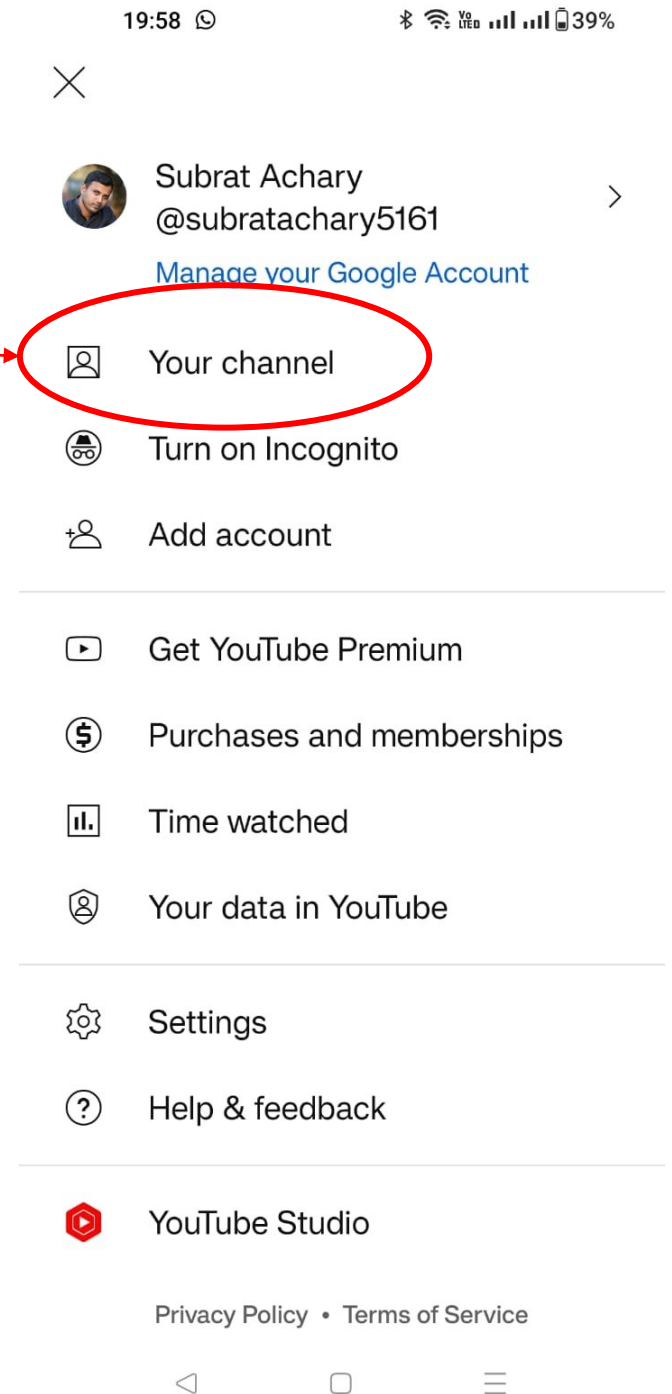 19:58 39%
Subrat Achary
@subratachary5161
Manage your Google Account
Your channel
Turn on Incognito
Add account
Get YouTube Premium
Purchases and memberships
Time watched
Your data in YouTube
Settings
Help & feedback
YouTube Studio
Privacy Policy • Terms of Service